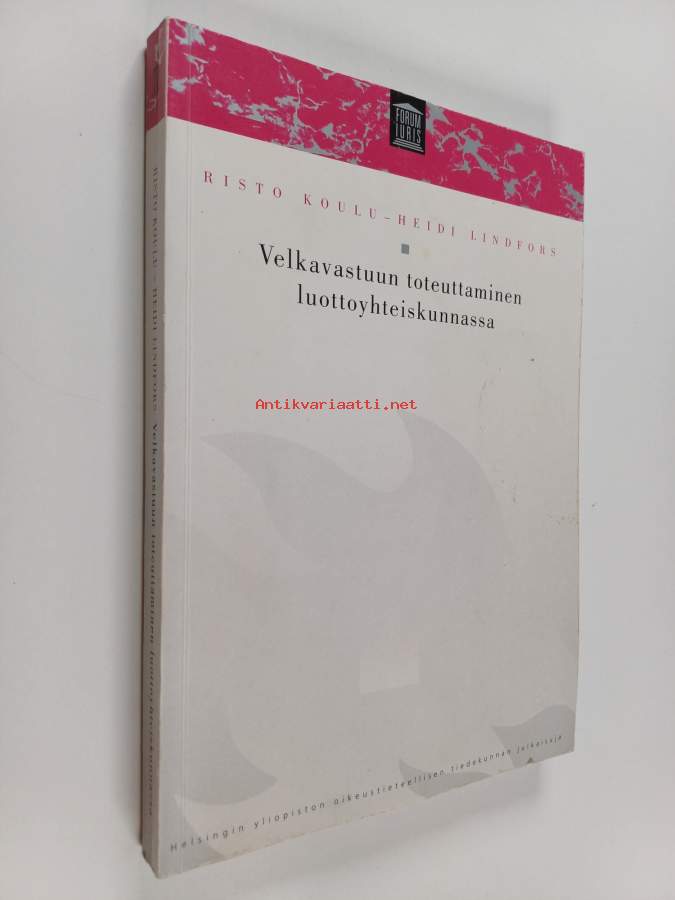 FORUM
IURIS
RISTO KOULU – HEIDI LINDFORS
Velkavastuun toteuttaminen
luottoyhteiskunnassa
Antikvariaatti.net
Helsingin yliopiston oikeustieteellisen tiedekunnan julkaisuja
RISTO KOULU – HEIDI LINDFORS Velkavastuun toteuttaminen luottoyhteiskunnassa